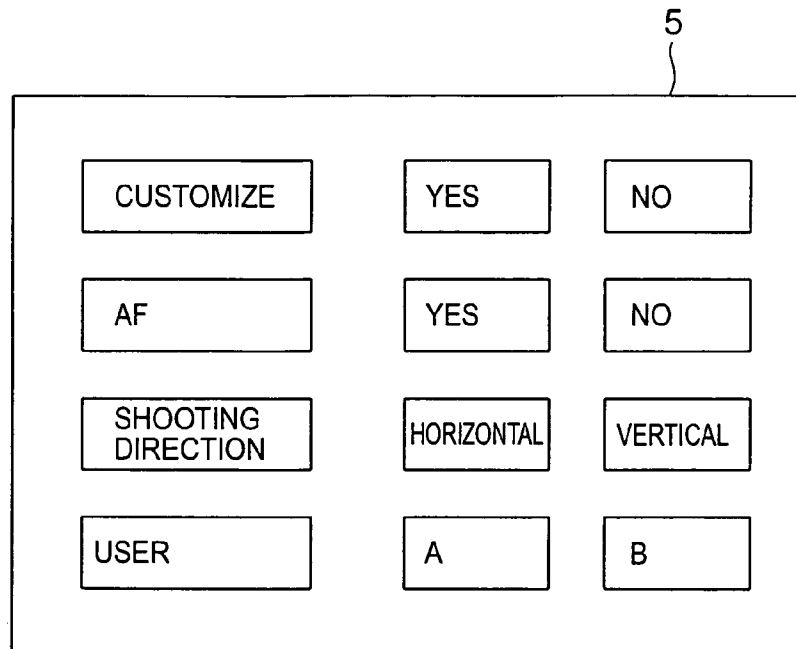 5
CUSTOMIZE YES NO
AF YES NO
SHOOTING DIRECTION HORIZONTAL VERTICAL
USER A B